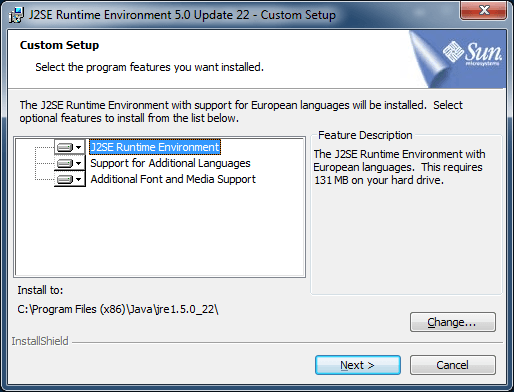 J2SE Runtime Environment 5.0 Update 22 - Custom Setup
Custom Setup
Select the program features you want installed.
Sun
microsystems
The J2SE Runtime Environment with support for European languages will be installed.  Select
optional features to install from the list below.
J2SE Runtime Environment
Support for Additional Languages
Additional Font and Media Support
Feature Description
The J2SE Runtime Environment with
European languages.  This requires
131 MB on your hard drive.
Install to:
C:\Program Files (x86)\Java\jre1.5.0_22\
Change...
InstallShield
Next >
Cancel